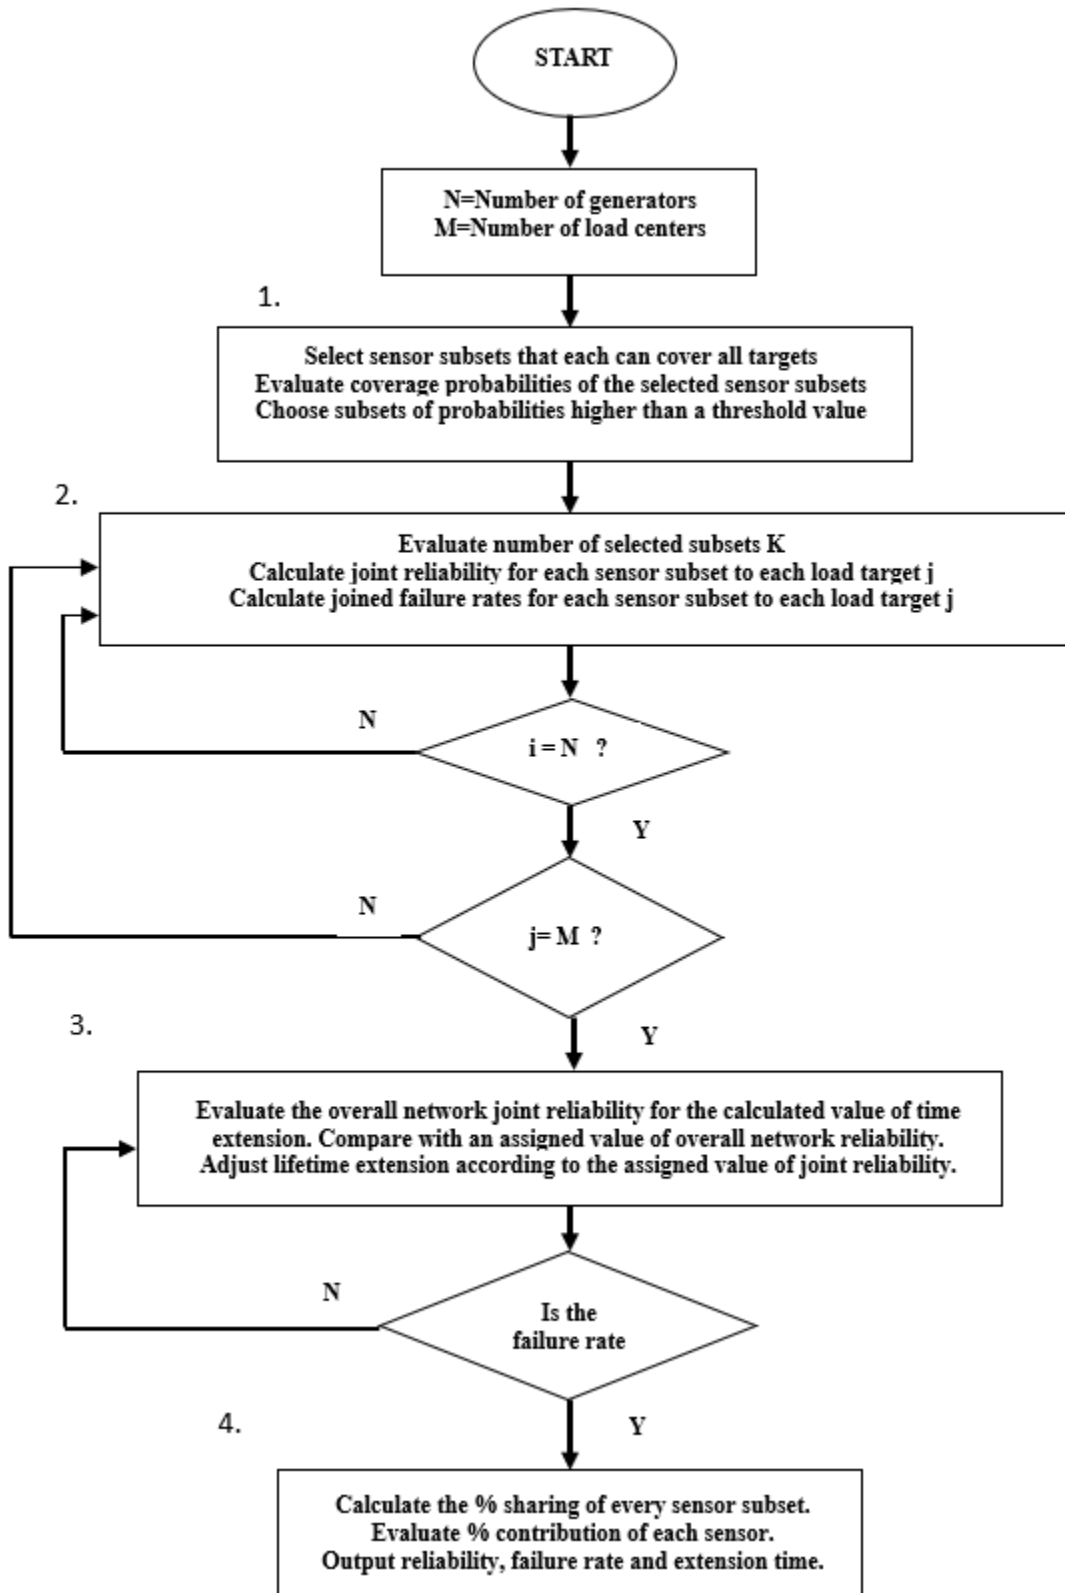 START
N=Number of generators
M=Number of load centers
1.
Select sensor subsets that each can cover all targets
Evaluate coverage probabilities of the selected sensor subsets
Choose subsets of probabilities higher than a threshold value
2.
Evaluate number of selected subsets K
Calculate joint reliability for each sensor subset to each load target j
Calculate joined failure rates for each sensor subset to each load target j
N
i = N ?
Y
N
j= M ?
3.
Y
Evaluate the overall network joint reliability for the calculated value of time
extension. Compare with an assigned value of overall network reliability.
Adjust lifetime extension according to the assigned value of joint reliability.
N
Is the
failure rate
4.
Y
Calculate the % sharing of every sensor subset.
Evaluate % contribution of each sensor.
Output reliability, failure rate and extension time.